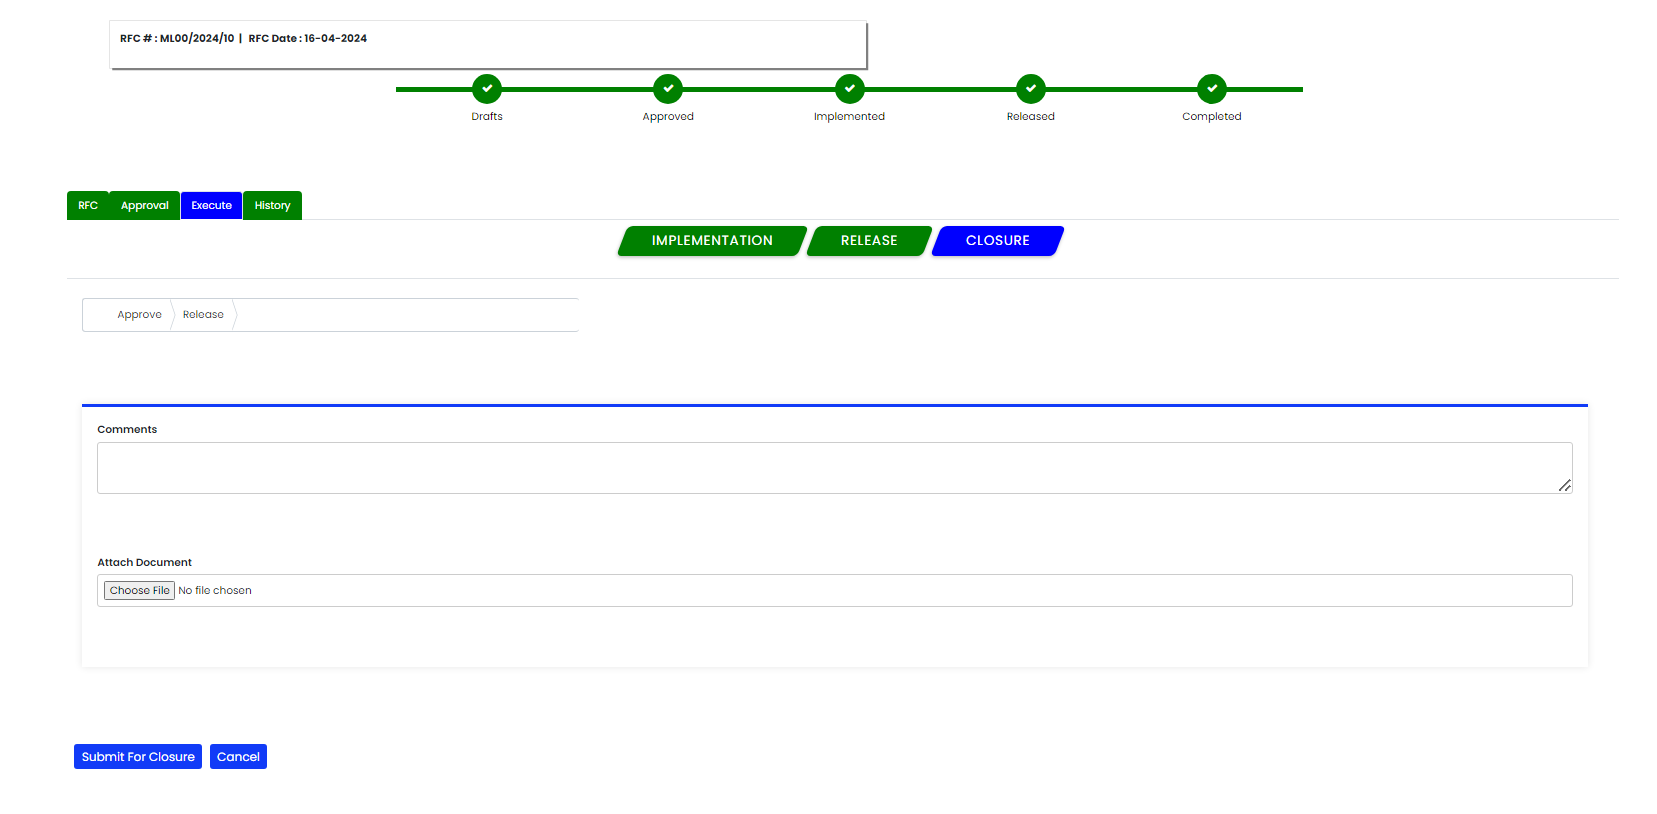 RFC # : ML00/2024/10 | RFC Date : 16-04-2024
Drafts Approved Implemented Released Completed
RFC Approval Execute History
IMPLEMENTATION RELEASE CLOSURE
Approve Release
Comments
Attach Document
Choose File No file chosen
Submit For Closure Cancel